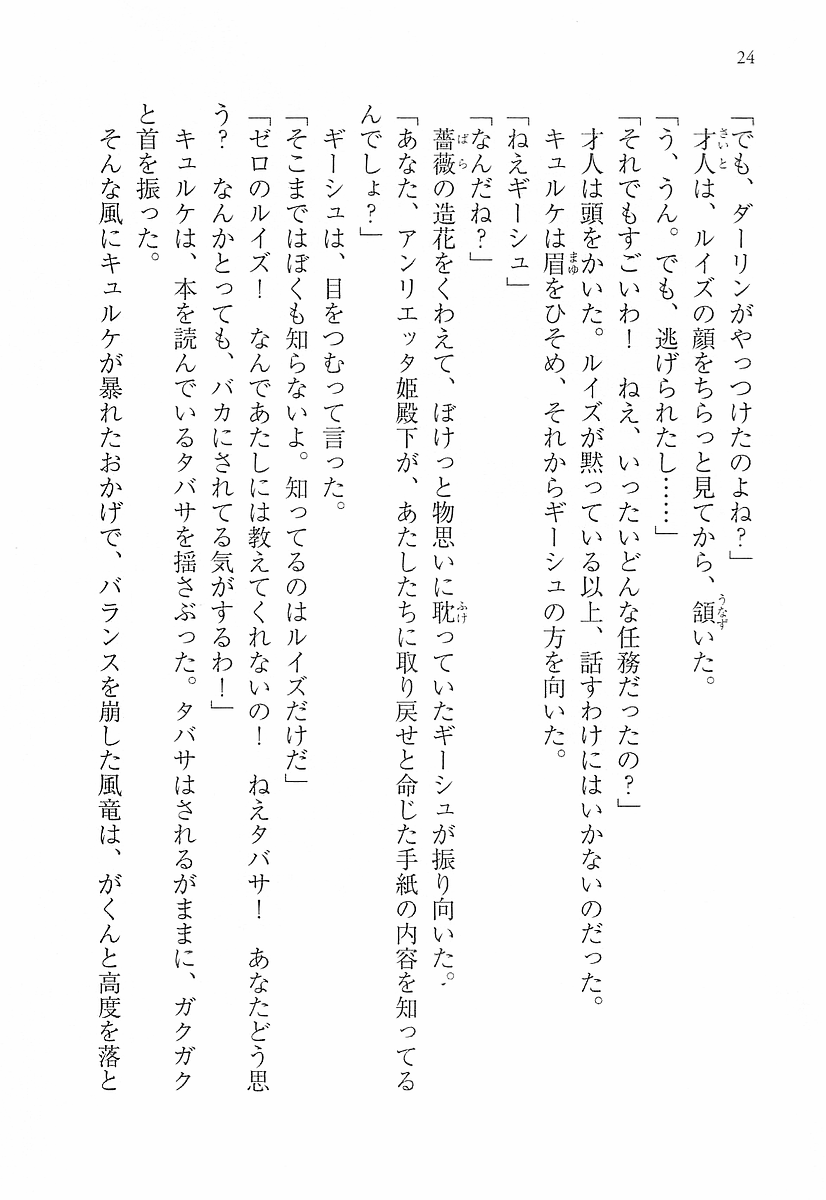 24
「でも、ダーリンがやっつけたのよね？」
才人は、ルイズの顔をちらっと見てから、頷いた。
「う、うん。でも、逃げられたし……」
「それでもすごいわ！　ねえ、いったいどんな任務だったの？」
才人は頭をかいた。ルイズが黙っている以上、話すわけにはいかないのだった。
キュルケは眉をひそめ、それからギーシュの方を向いた。
「ねえギーシュ」
「なんだね？」
薔薇の造花をくわえて、ぼけっと物思いに耽っていたギーシュが振り向いた。
「あなた、アンリエッタ姫殿下が、あたしたちに取り戻せと命じた手紙の内容を知ってる
んでしょ？」
ギーシュは、目をつむって言った。
「そこまではぼくも知らないよ。知ってるのはルイズだけだ」
「ゼロのルイズ！　なんであたしには教えてくれないの！　ねえタバサ！　あなたどう思
う？　なんかとっても、バカにされてる気がするわ！」
キュルケは、本を読んでいるタバサを揺さぶった。タバサはされるがままに、ガクガク
と首を振った。
そんな風にキュルケが暴れたおかげで、バランスを崩した風竜は、がくんと高度を落と